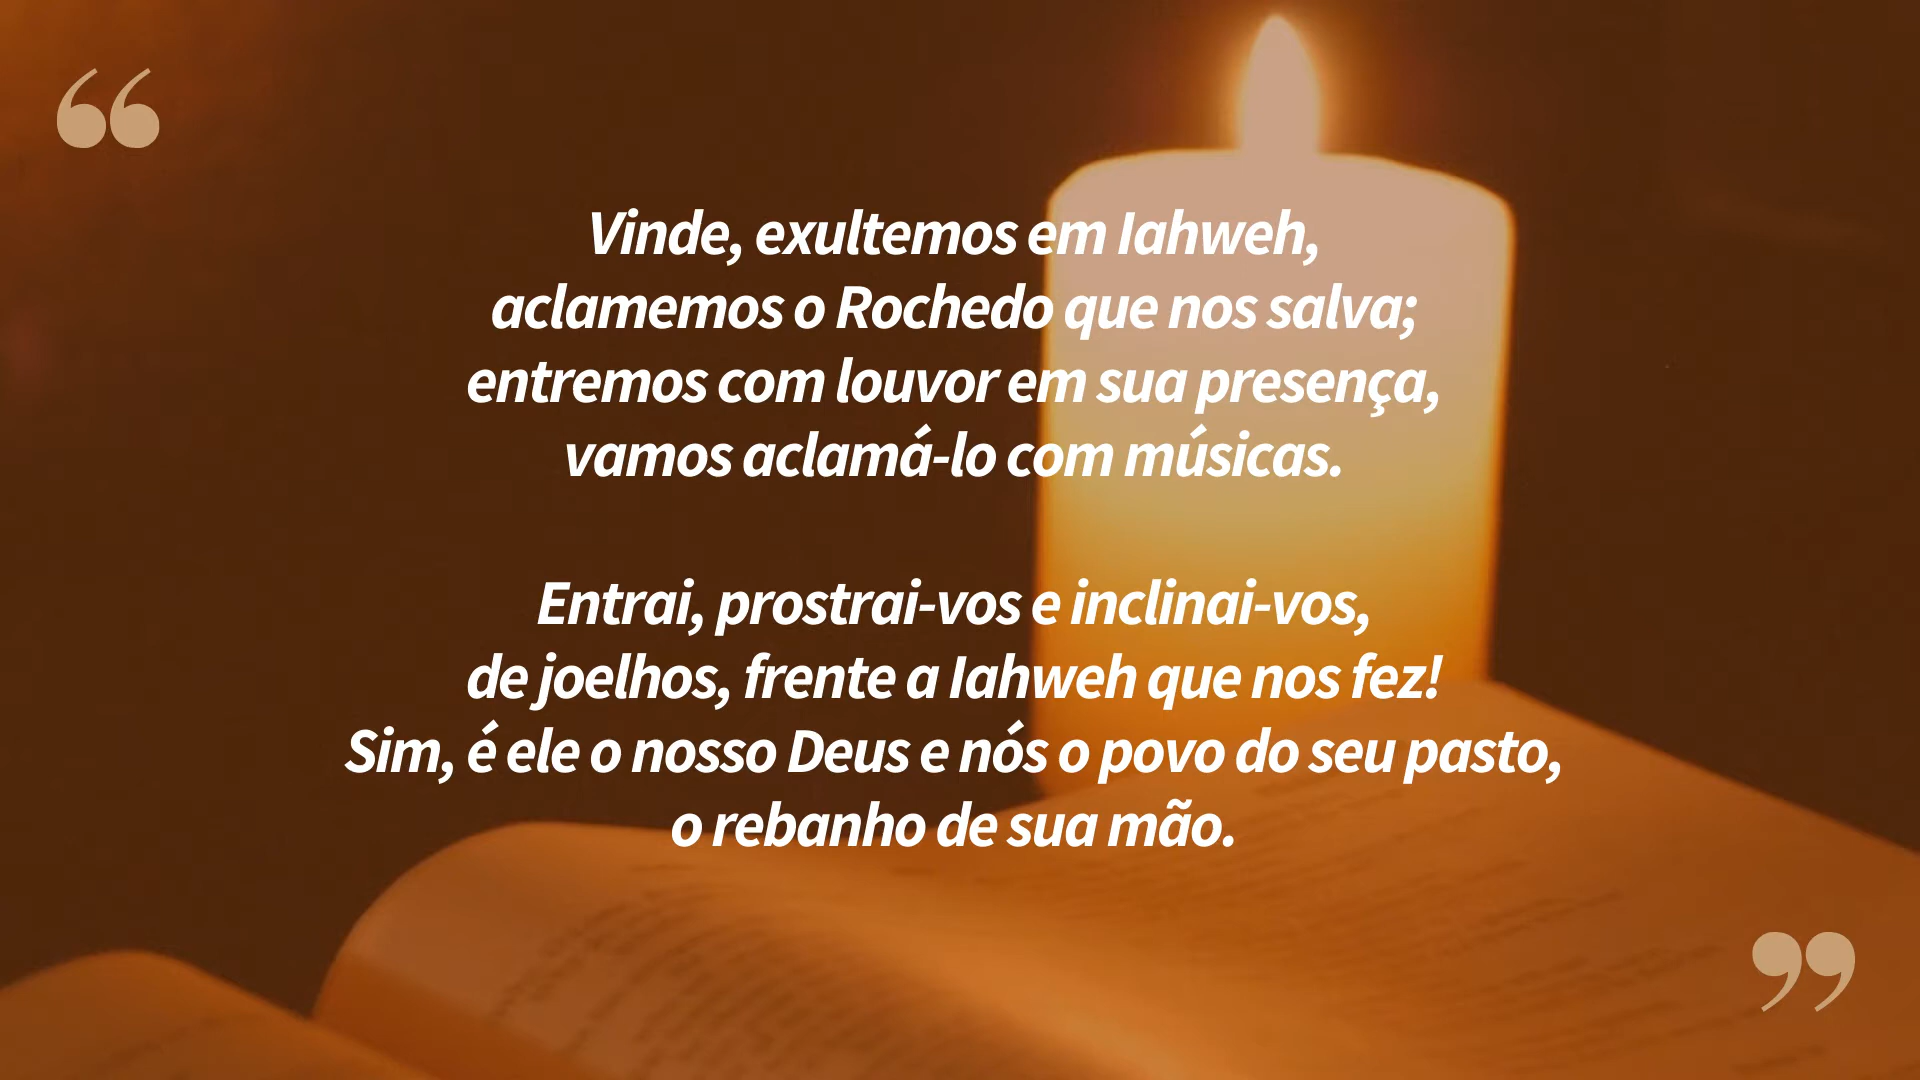 “
Vinde, exultemos em Iahweh,
aclamemos o Rochedo que nos salva;
entremos com louvor em sua presença,
vamos aclamá-lo com músicas.
Entrai, prostrai-vos e inclinai-vos,
de joelhos, frente a Iahweh que nos fez!
Sim, é ele o nosso Deus e nós o povo do seu pasto,
o rebanho de sua mão.
”